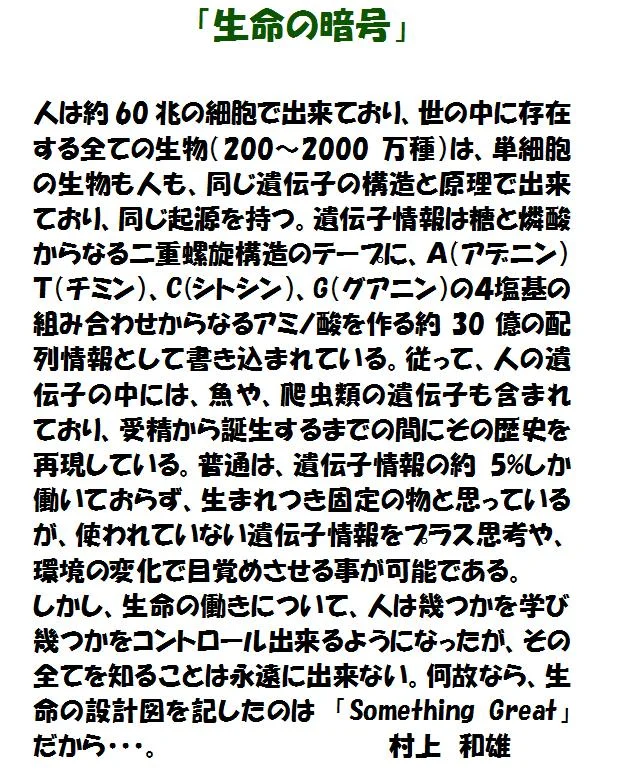 「生命の暗号」
人は約60兆の細胞で出来ており、世の中に存在
する全ての生物(200～2000 万種)は、単細胞
の生物も人も、同じ遺伝子の構造と原理で出来
ており、同じ起源を持つ。遺伝子情報は糖と燐酸
からなる二重螺旋構造のテープに、A(アデニン)
T(チミン)、C(シトシン)、G(グアニン)の4塩基の
組み合わせからなるアミノ酸を作る約 30 億の配
列情報として書き込まれている。従って、人の遺
伝子の中には、魚や、爬虫類の遺伝子も含まれ
ており、受精から誕生するまでの間にその歴史を
再現している。普通は、遺伝子情報の約 5%しか
働いておらず、生まれつき固定の物と思っている
が、使われていない遺伝子情報をプラス思考や、
環境の変化で目覚めさせる事が可能である。
しかし、生命の働きについて、人は幾つかを学び
幾つかをコントロール出来るようになったが、その
全てを知ることは永遠に出来ない。何故なら、生
命の設計図を記したのは 「Something Great」
だから・・・。 村上 和雄